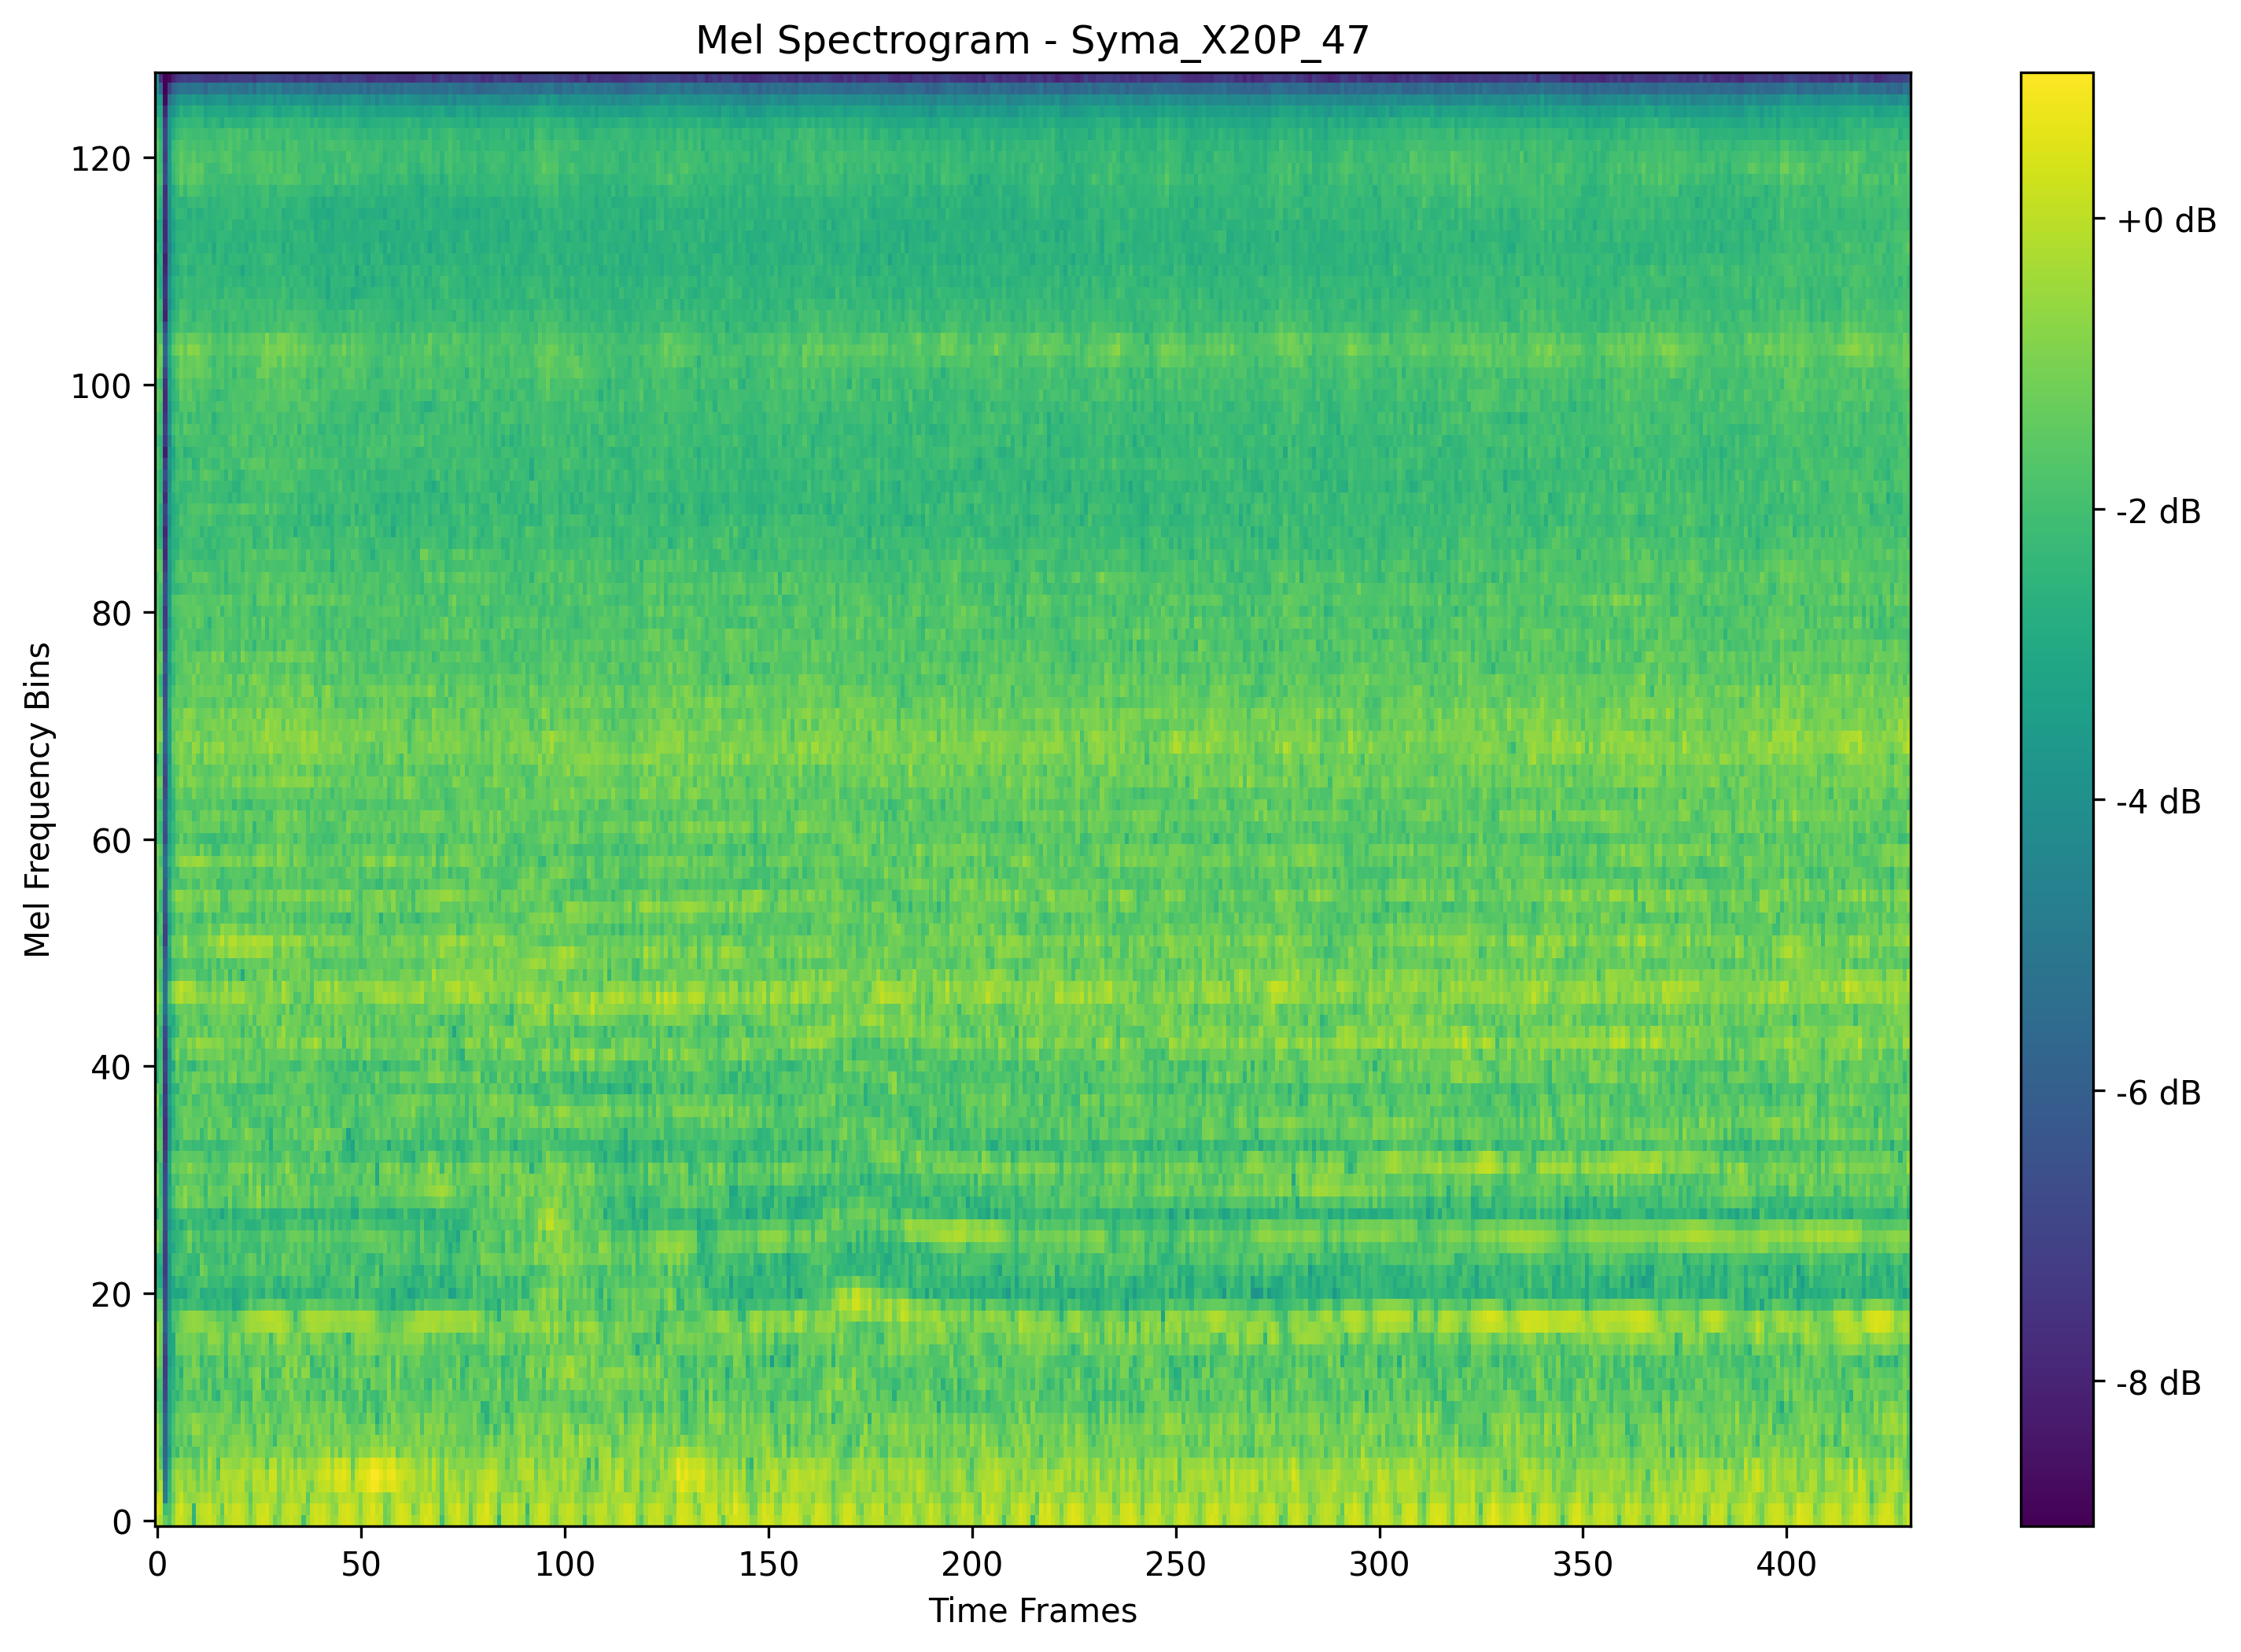 Mel Spectrogram - Syma_X20P_47
120
100
80
60
40
20
0
Mel Frequency Bins
0 50 100 150 200 250 300 350 400
Time Frames
+0 dB
-2 dB
-4 dB
-6 dB
-8 dB